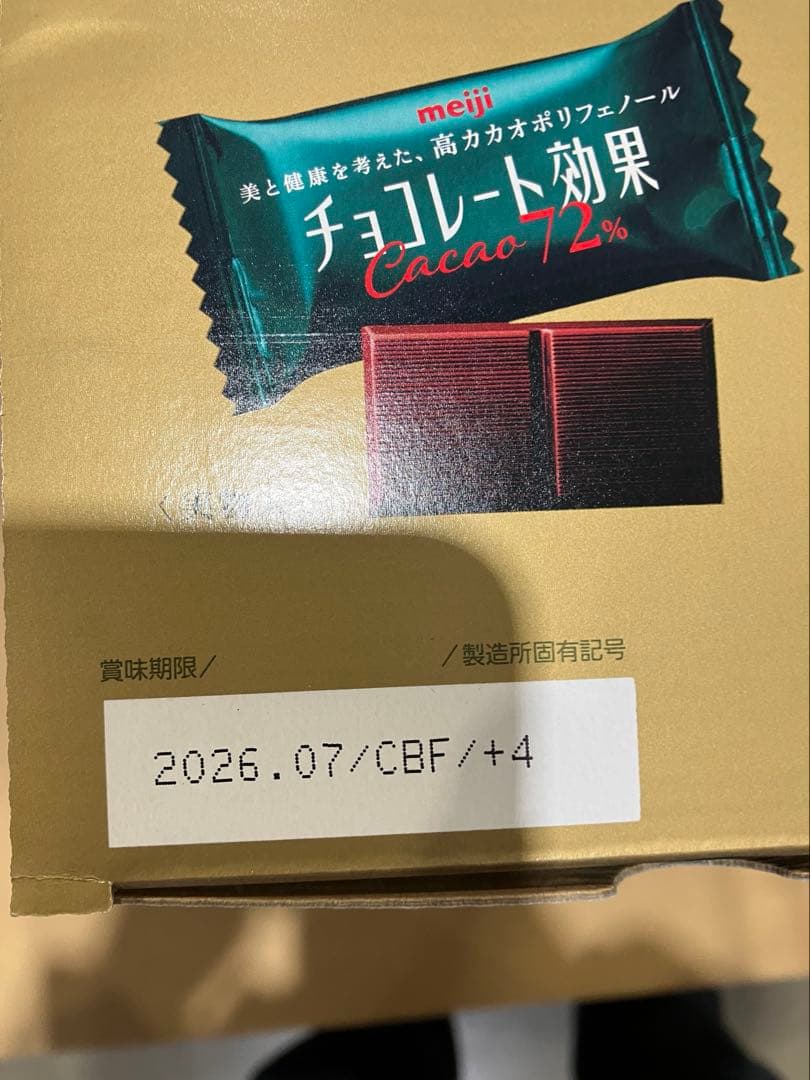 meiji
美と健康を考えた、高カカオポリフェノール
チョコレート効果
Cacao 72%
賞味期限/ /製造所固有記号
2026.07/CBF/+4